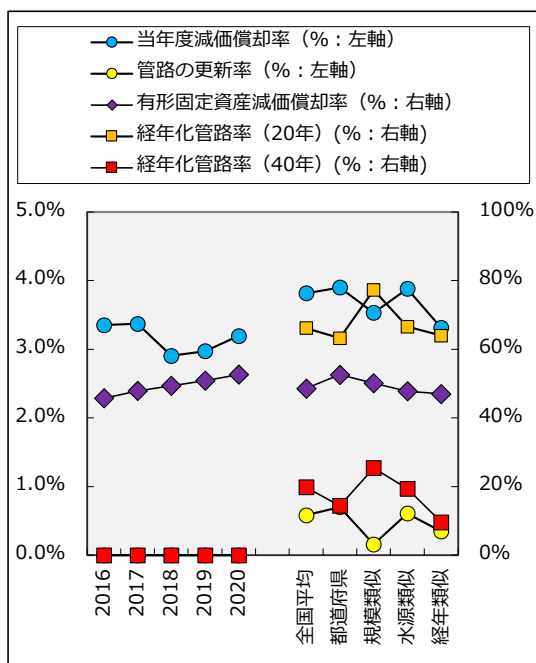 当年度減価償却率（%：左軸）
管路の更新率（%：左軸）
有形固定資産減価償却率（%：右軸）
経年化管路率（20年）(%：右軸)
経年化管路率（40年）(%：右軸)
5.0%
100%
4.0%
80%
3.0%
60%
2.0%
40%
1.0%
20%
0.0%
0%
2016
2017
2018
2019
2020
全国平均
都道府県
規模類似
水源類似
経年類似